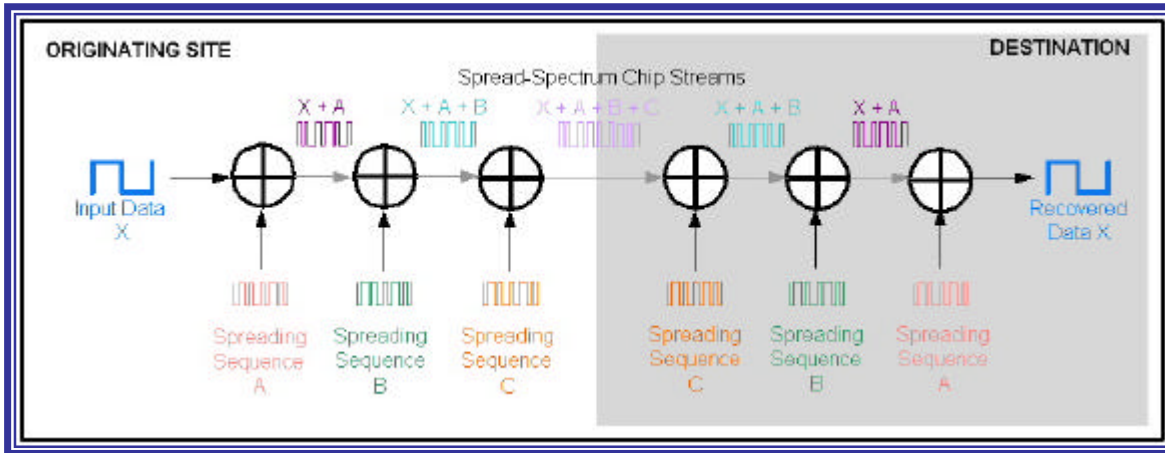 ORIGINATING SITE
DESTINATION
Spread-Spectrum Chip Streams
X + A
X + A + B
X + A + B + C
X + A + B
X + A
Input Data
X
Recovered
Data X
Spreading
Sequence
A
Spreading
Sequence
B
Spreading
Sequence
C
Spreading
Sequence
C
Spreading
Sequence
B
Spreading
Sequence
A